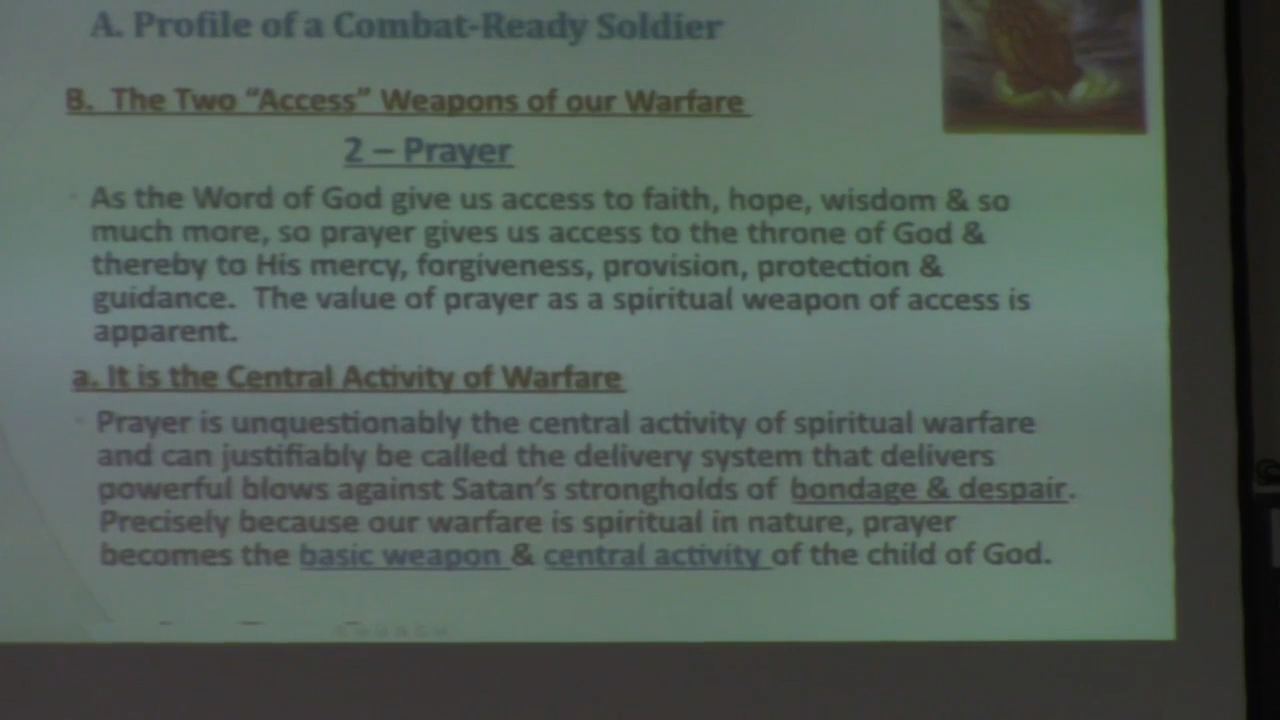 A. Profile of a Combat-Ready Soldier
B. The Two “Access” Weapons of our Warfare
2 – Prayer
As the Word of God give us access to faith, hope, wisdom & so
much more, so prayer gives us access to the throne of God &
thereby to His mercy, forgiveness, provision, protection &
guidance. The value of prayer as a spiritual weapon of access is
apparent.
a. It is the Central Activity of Warfare
Prayer is unquestionably the central activity of spiritual warfare
and can justifiably be called the delivery system that delivers
powerful blows against Satan’s strongholds of bondage & despair.
Precisely because our warfare is spiritual in nature, prayer
becomes the basic weapon & central activity of the child of God.